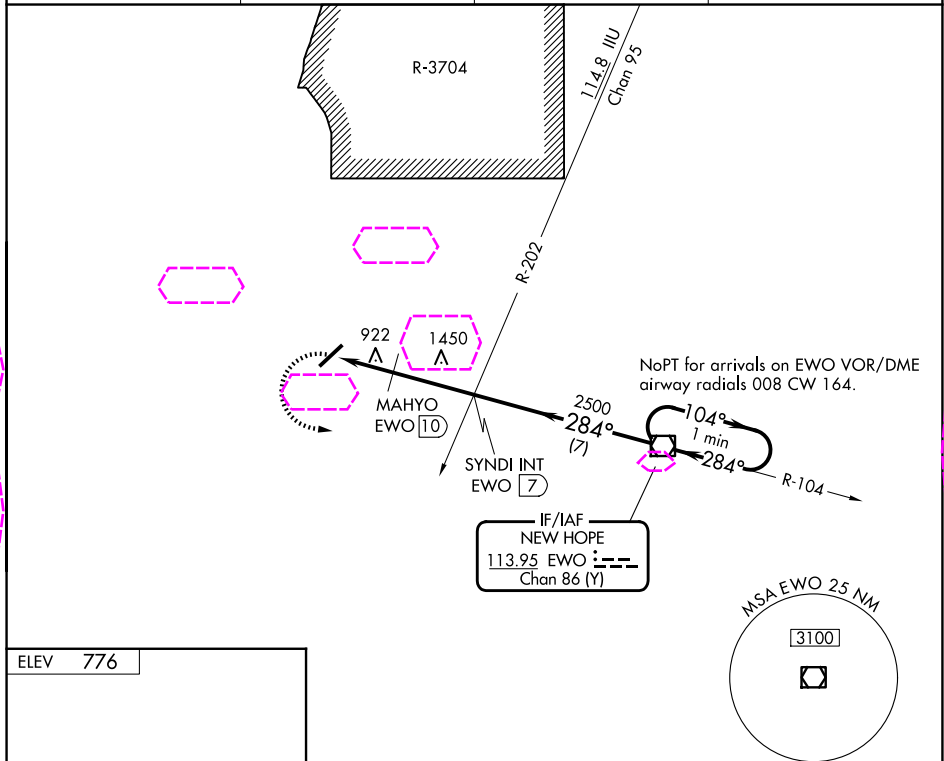 R-3704
114.8 IIU
Chan 95
R-202
922
1450
NoPT for arrivals on EWO VOR/DME
airway radials 008 CW 164.
MAHYO
EWO 10
2500
284°
(7)
104°
1 min
284°
R-104
SYNDI INT
EWO 7
IF/IAF
NEW HOPE
113.95 EWO
Chan 86 (Y)
MSA EWO 25 NM
3100
ELEV 776